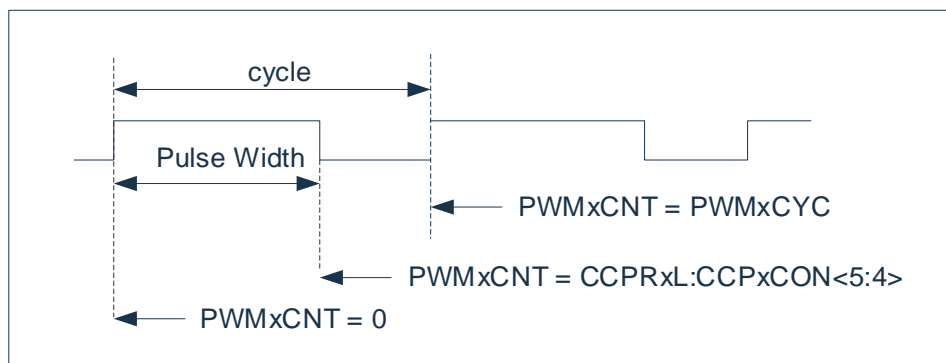 cycle
Pulse Width
PWMxCNT = PWMxCYC
PWMxCNT = CCPRxL:CCPxCON<5:4>
PWMxCNT = 0